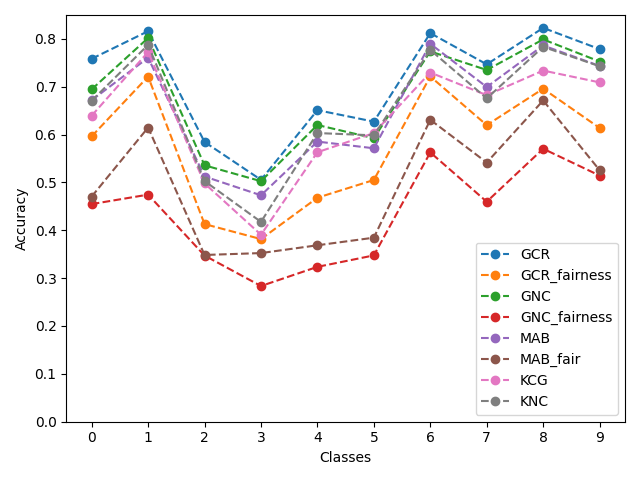 0.8
0.7
0.6
0.5
0.4
0.3
0.2
0.1
0.0
Accuracy
GCR
GCR_fairness
GNC
GNC_fairness
MAB
MAB_fair
KCG
KNC
0 1 2 3 4 5 6 7 8 9
Classes